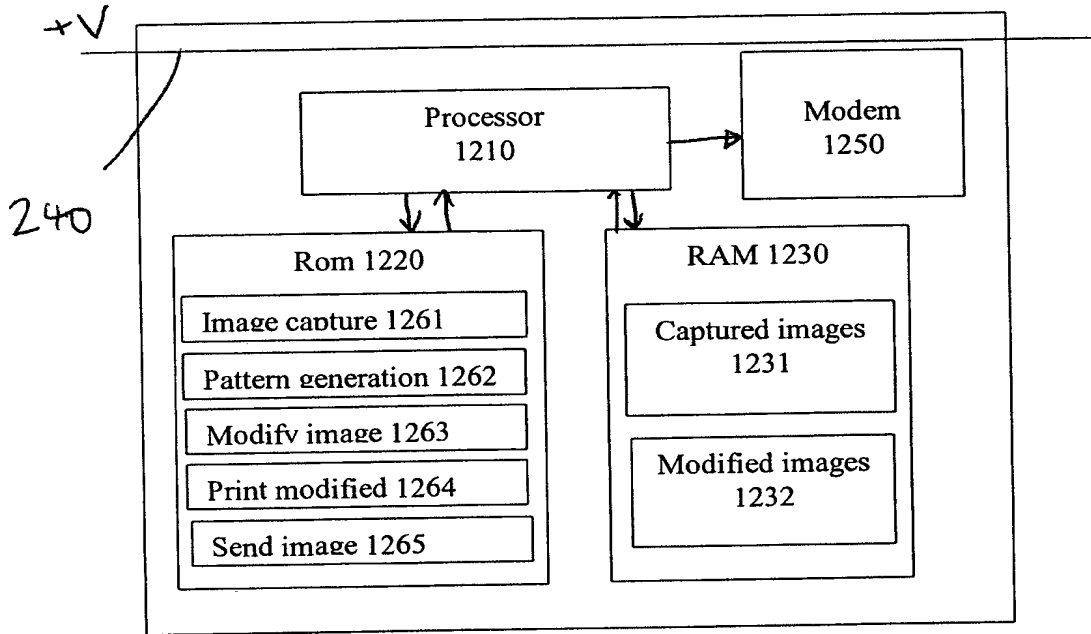 +V
Processor
1210
Modem
1250
240
Rom 1220
Image capture 1261
Pattern generation 1262
Modify image 1263
Print modified 1264
Send image 1265
RAM 1230
Captured images
1231
Modified images
1232